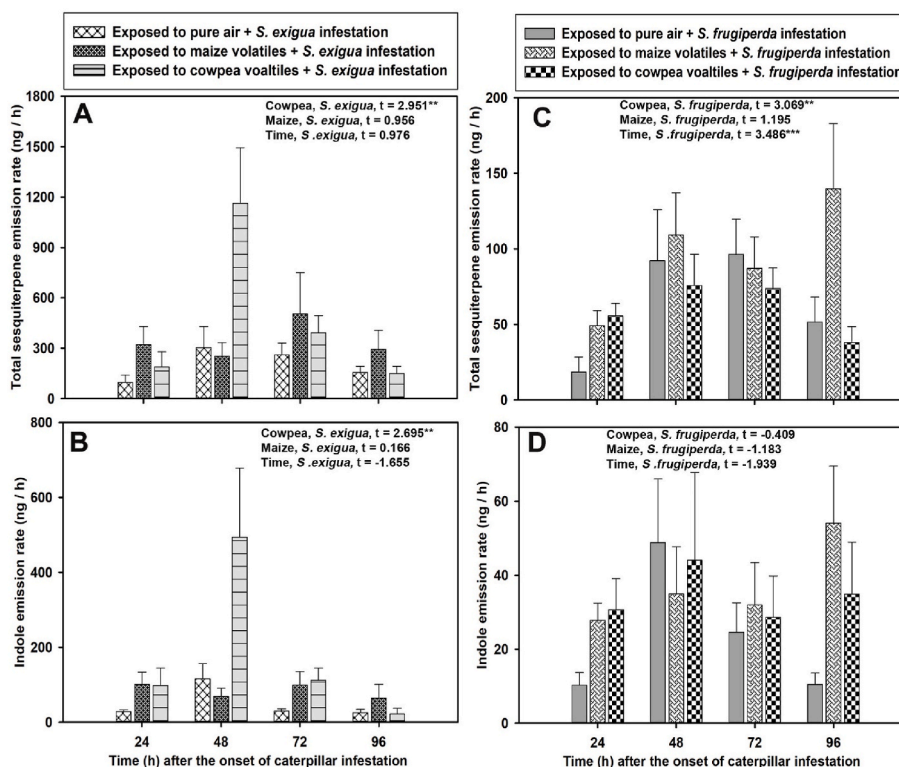 A
Exposed to pure air + S. exigua infestation
Exposed to maize volatiles + S. exigua infestation
Exposed to cowpea voaltiles + S. exigua infestation
Cowpea, S. exigua, t = 2.951**
Maize, S. exigua, t = 0.956
Time, S .exigua, t = 0.976
Total sesquiterpene emission rate (ng / h)
1800
1500
1200
900
600
300
0
B
Cowpea, S. exigua, t = 2.695**
Maize, S. exigua, t = 0.166
Time, S .exigua, t = -1.655
Indole emission rate (ng / h)
800
600
400
200
0
24 48 72 96
Time (h) after the onset of caterpillar infestation
C
Exposed to pure air + S. frugiperda infestation
Exposed to maize volatiles + S. frugiperda infestation
Exposed to cowpea voaltiles + S. frugiperda infestation
Cowpea, S. frugiperda, t = 3.069**
Maize, S. frugiperda, t = 1.195
Time, S .frugiperda, t = 3.486***
Total sesquiterpene emission rate (ng / h)
200
150
100
50
0
D
Cowpea, S. frugiperda, t = -0.409
Maize, S. frugiperda, t = -1.183
Time, S .frugiperda, t = -1.939
Indole emission rate (ng / h)
80
60
40
20
0
24 48 72 96
Time (h) after the onset of caterpillar infestation